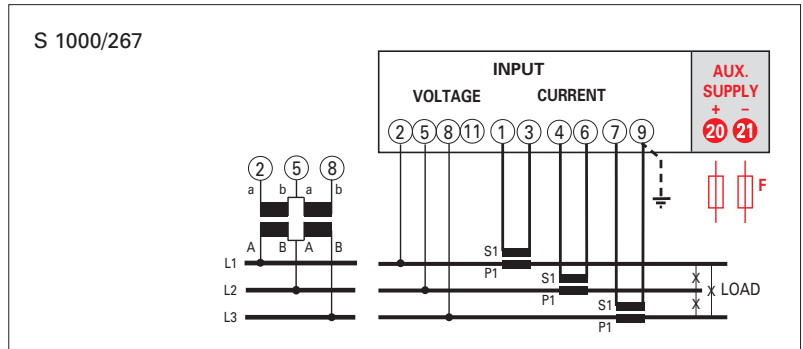 S 1000/267
INPUT
AUX.
SUPPLY
VOLTAGE CURRENT
+ −
2 5 8 11 1 3 4 6 7 9 20 21
2 5 8
a b a b
F
A B A B
S1
L1
P1
S1
L2
P1
X
X LOAD
X
S1
L3
P1